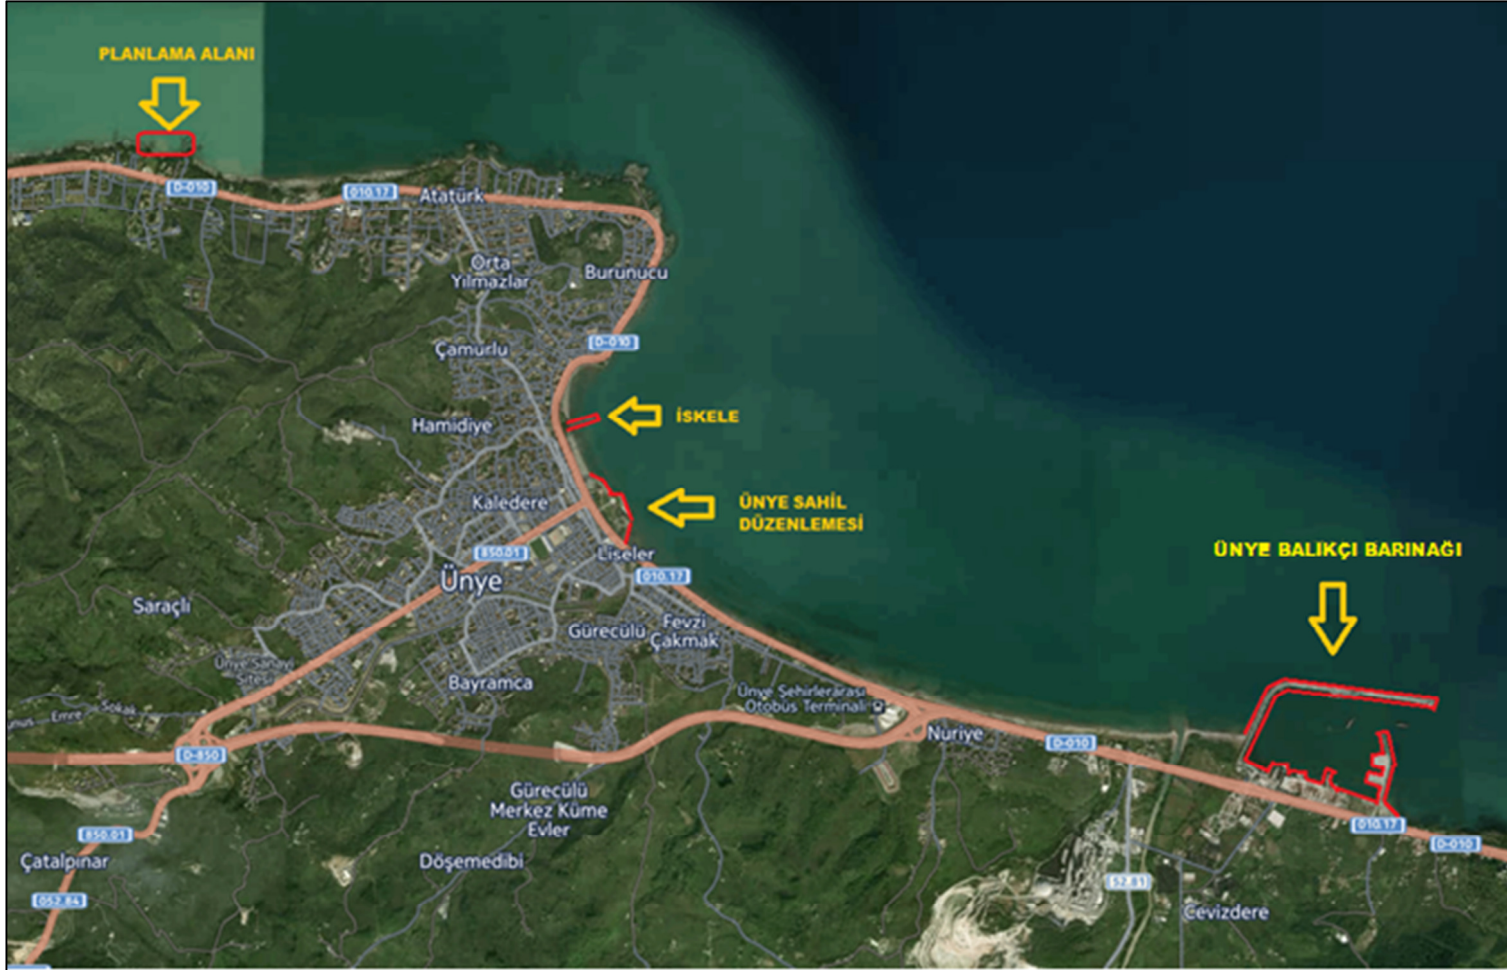 PLANLAMA ALANI
D-010
010.17
Atatürk
Orta
Yılmazlar
Burunucu
D-010
Çamurlu
İSKELE
Hamidiye
Kaledere
ÜNYE SAHİL
DÜZENLEMESİ
850.01
Liseler
ÜNYE BALIKÇI BARINAĞI
Ünye
010.17
Saraçlı
Gürecülü
Fevzi
Çakmak
Ünye Sanayi
Sitesi
Bayramca
Ünye Şehirlerarası
Otobüs Terminali
Emre Sokak
Nuriye
D-010
D-850
Gürecülü
Merkez Küme
Evler
850.01
010.17
D-010
Çatalpınar
Döşemedibi
52.81
052.84
Cevizdere